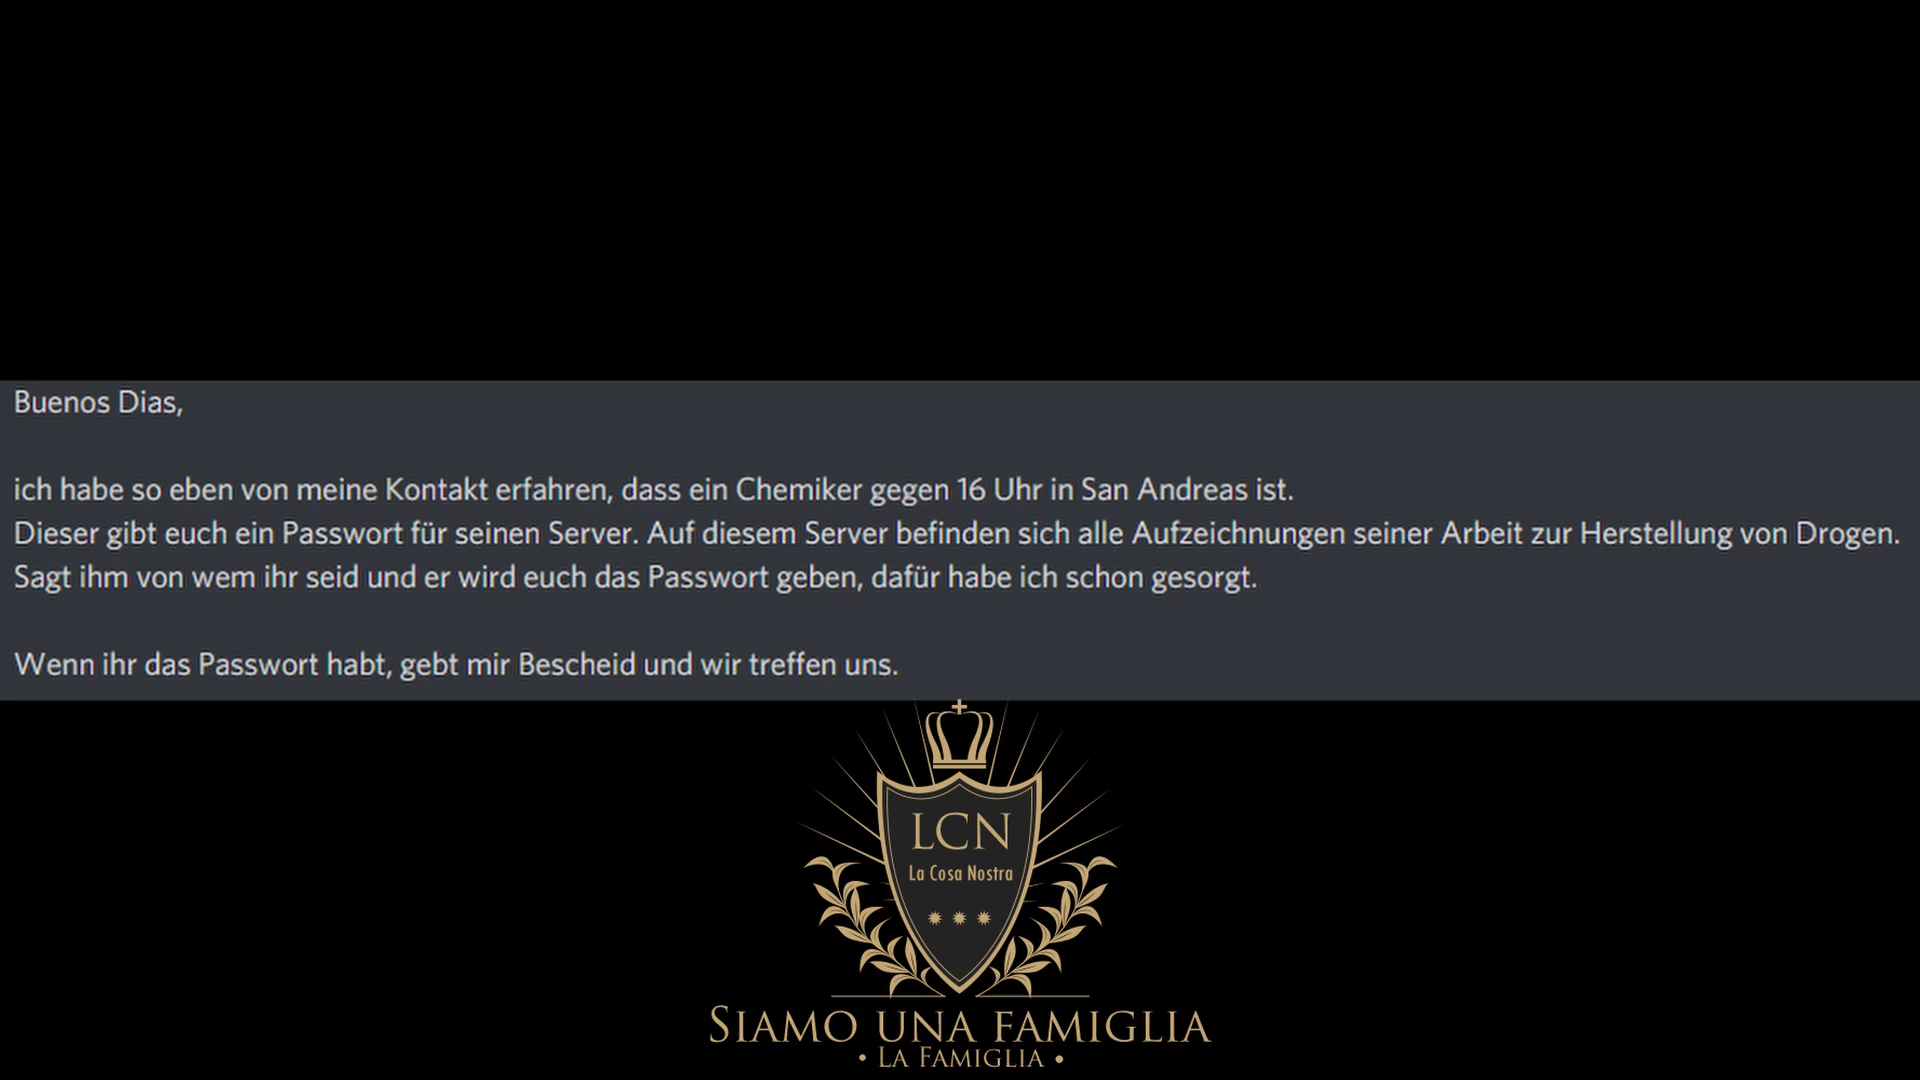 Buenos Dias,
ich habe so eben von meine Kontakt erfahren, dass ein Chemiker gegen 16 Uhr in San Andreas ist.
Dieser gibt euch ein Passwort für seinen Server. Auf diesem Server befinden sich alle Aufzeichnungen seiner Arbeit zur Herstellung von Drogen.
Sagt ihm von wem ihr seid und er wird euch das Passwort geben, dafür habe ich schon gesorgt.
Wenn ihr das Passwort habt, gebt mir Bescheid und wir treffen uns.
LCN
La Cosa Nostra
SIAMO UNA FAMIGLIA
• LA FAMIGLIA •